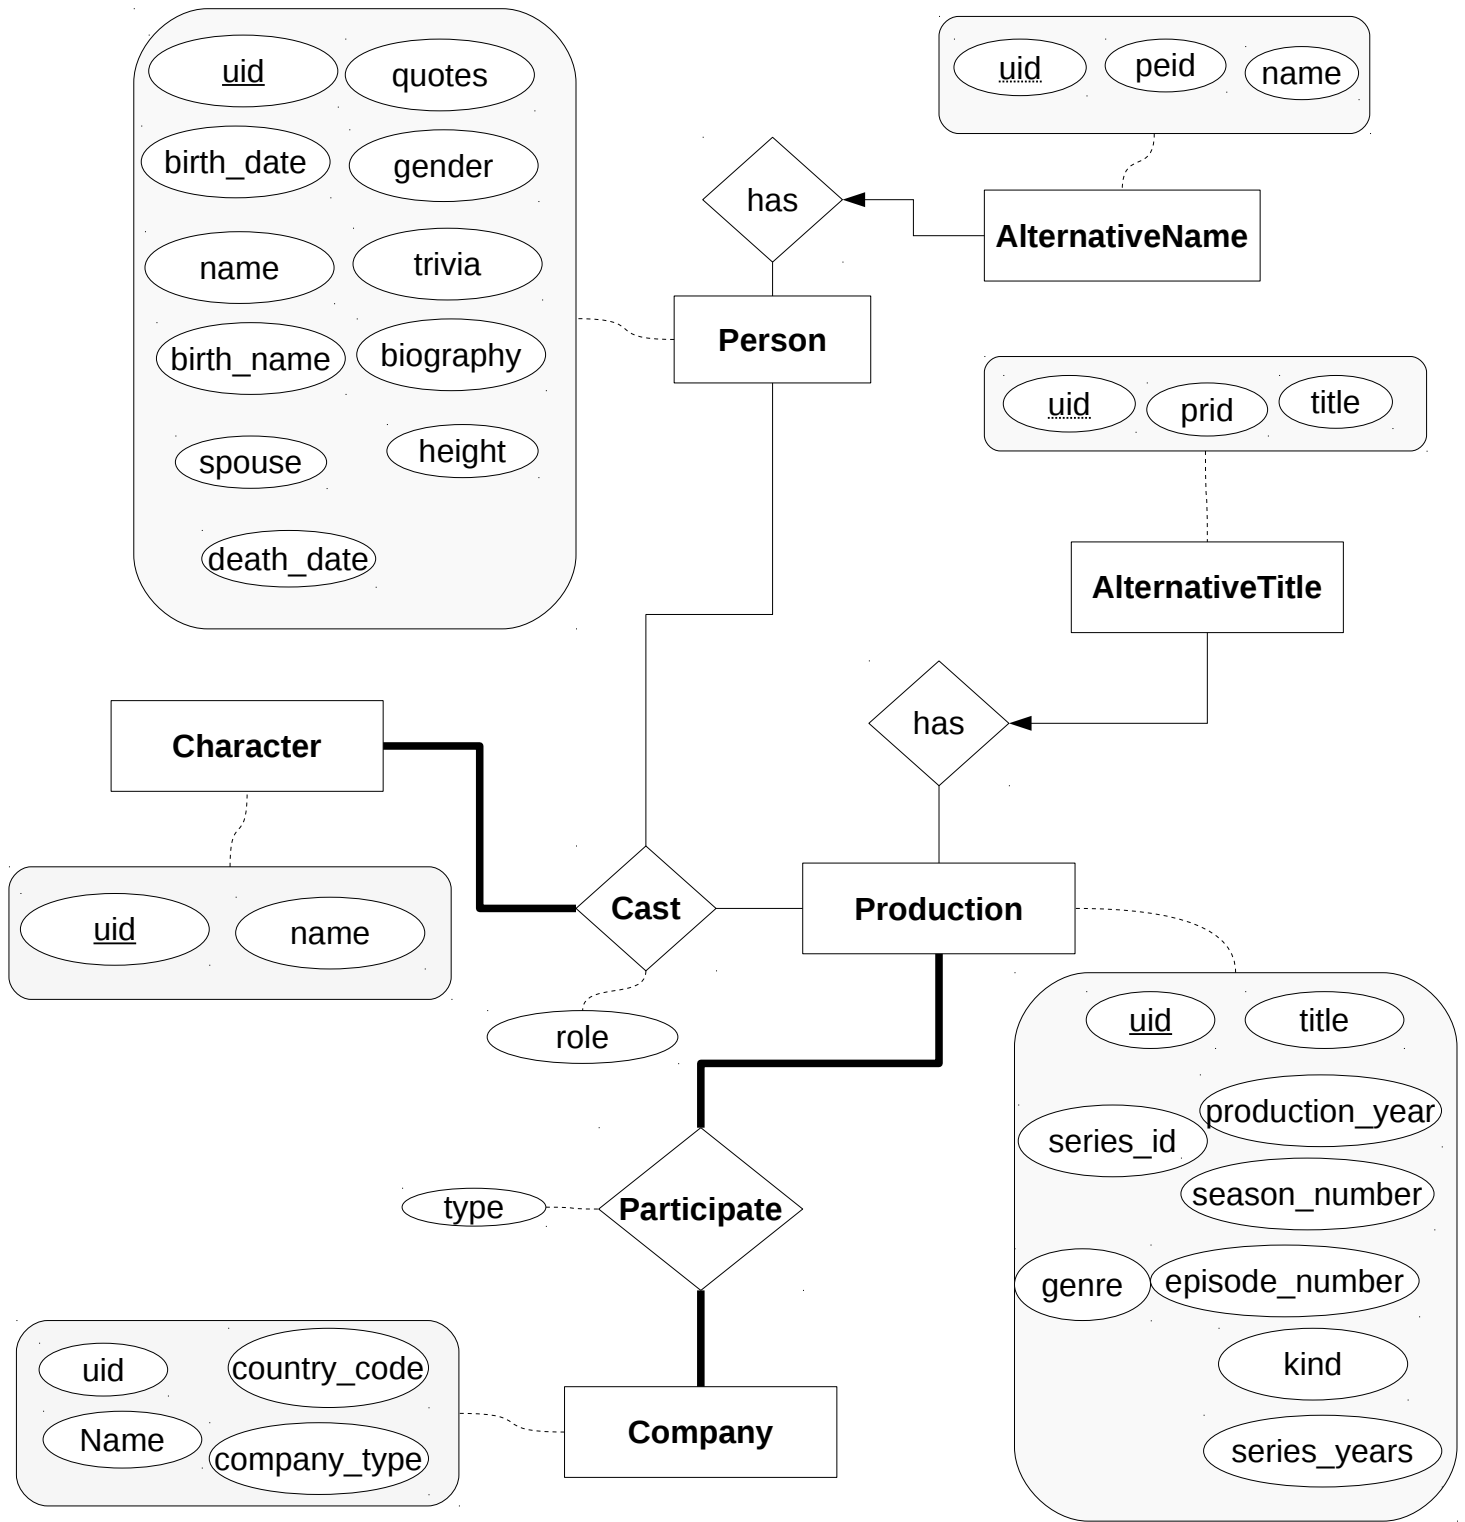 uid
quotes
birth_date
gender
name
trivia
birth_name
biography
spouse
height
death_date
uid
peid
name
has
AlternativeName
Person
uid
prid
title
AlternativeTitle
has
Character
Cast
Production
uid
name
role
uid
title
production_year
series_id
season_number
genre
episode_number
kind
series_years
type
Participate
uid
country_code
Name
company_type
Company